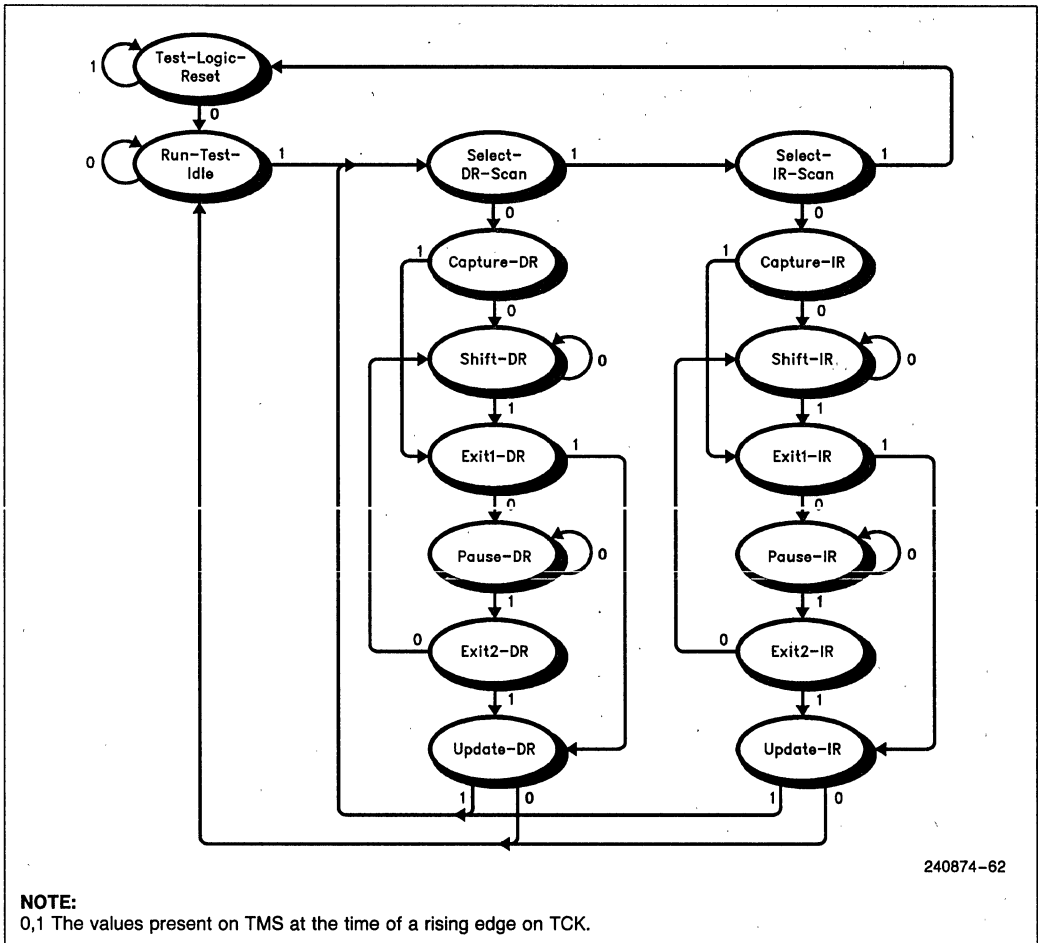 Test-Logic-
Reset
1
0
Run-Test-
Idle
0
1
Select-
DR-Scan
1
Select-
IR-Scan
1
0
0
1
Capture-DR
1
Capture-IR
0
0
Shift-DR
0
Shift-IR
0
1
1
Exit1-DR
1
Exit1-IR
1
0
0
Pause-DR
0
Pause-IR
0
1
1
0
Exit2-DR
0
Exit2-IR
1
1
Update-DR
Update-IR
1
0
1
0
240874-62
NOTE:
0,1 The values present on TMS at the time of a rising edge on TCK.